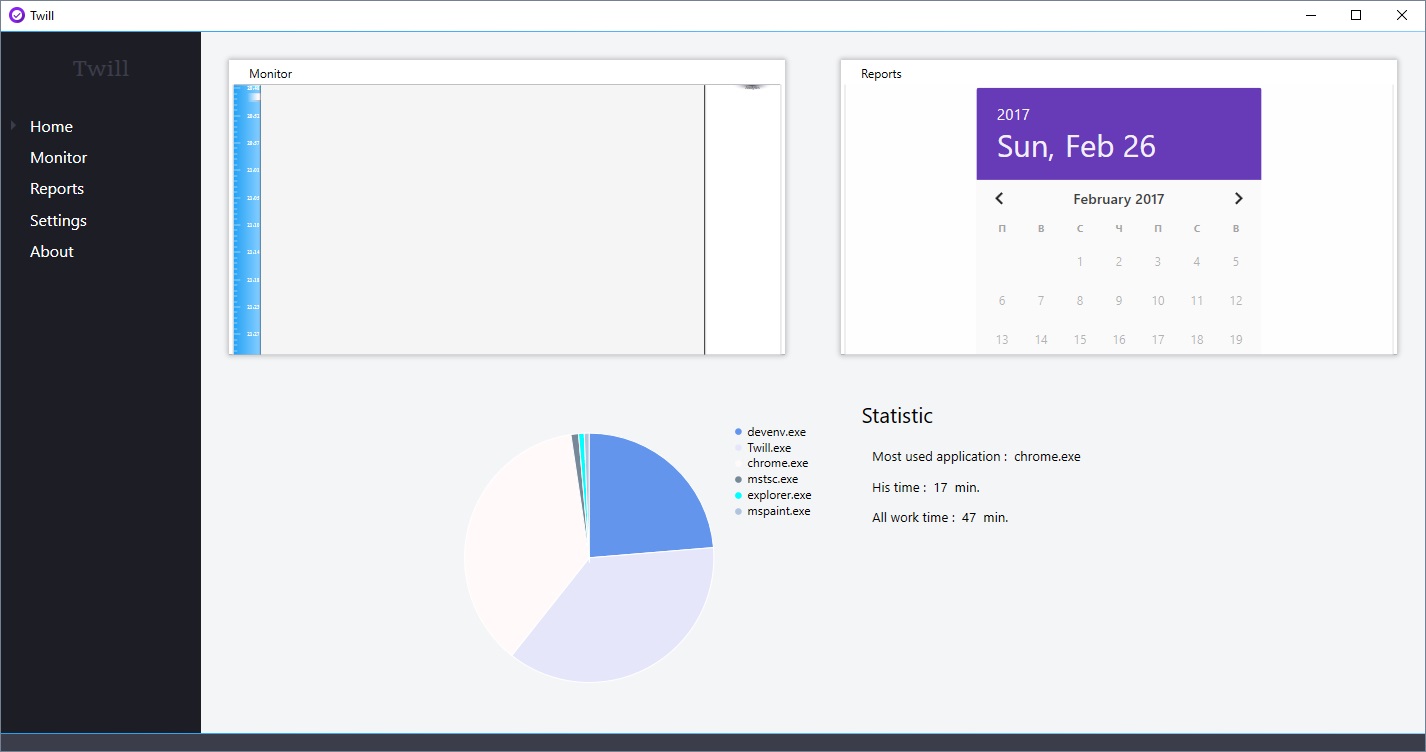 Twill
Twill
Home
Monitor
Reports
Settings
About
Monitor
Reports
2017
Sun, Feb 26
February 2017
П В С Ч П С В
1 2 3 4 5
6 7 8 9 10 11 12
13 14 15 16 17 18 19
devenv.exe
Twill.exe
chrome.exe
mstsc.exe
explorer.exe
mspaint.exe
Statistic
Most used application : chrome.exe
His time : 17 min.
All work time : 47 min.